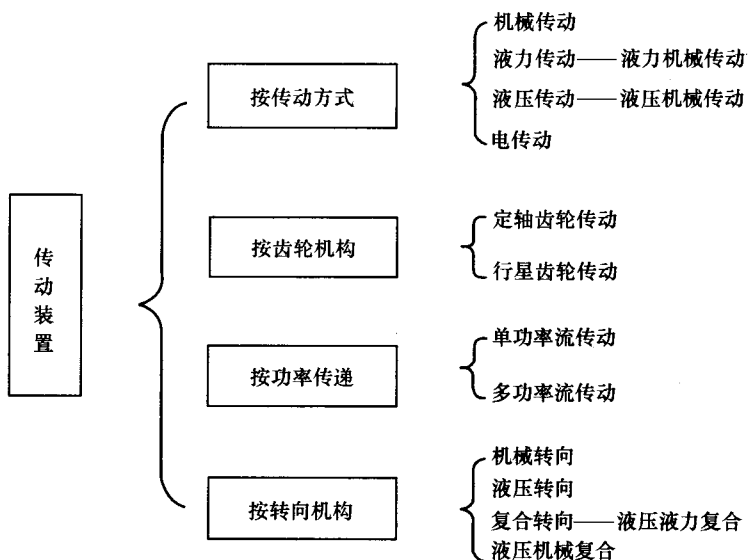 传动装置
按传动方式
机械传动
液力传动——液力机械传动
液压传动——液压机械传动
电传动
按齿轮机构
定轴齿轮传动
行星齿轮传动
按功率传递
单功率流传动
多功率流传动
按转向机构
机械转向
液压转向
复合转向——液压液力复合
液压机械复合